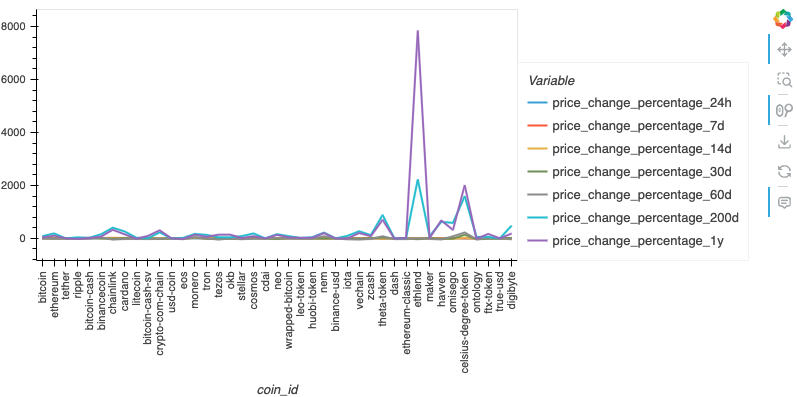 8000
6000
4000
2000
0
bitcoin
ethereum
tether
ripple
bitcoin-cash
binancecoin
chainlink
cardano
litecoin
bitcoin-cash-sv
crypto-com-chain
usd-coin
eos
monero
tron
tezos
okb
stellar
cosmos
cdai
neo
wrapped-bitcoin
leo-token
huobi-token
nem
binance-usd
iota
vechain
zcash
theta-token
dash
ethereum-classic
ethlend
maker
havven
omisego
celsius-degree-token
ontology
ftx-token
true-usd
digibyte
coin_id
Variable
price_change_percentage_24h
price_change_percentage_7d
price_change_percentage_14d
price_change_percentage_30d
price_change_percentage_60d
price_change_percentage_200d
price_change_percentage_1y